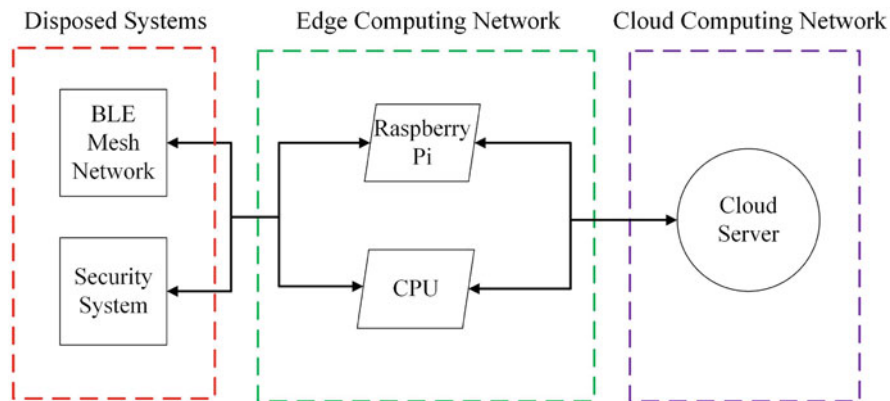 Disposed Systems
Edge Computing Network
Cloud Computing Network
BLE
Mesh
Network
Security
System
Raspberry
Pi
CPU
Cloud
Server